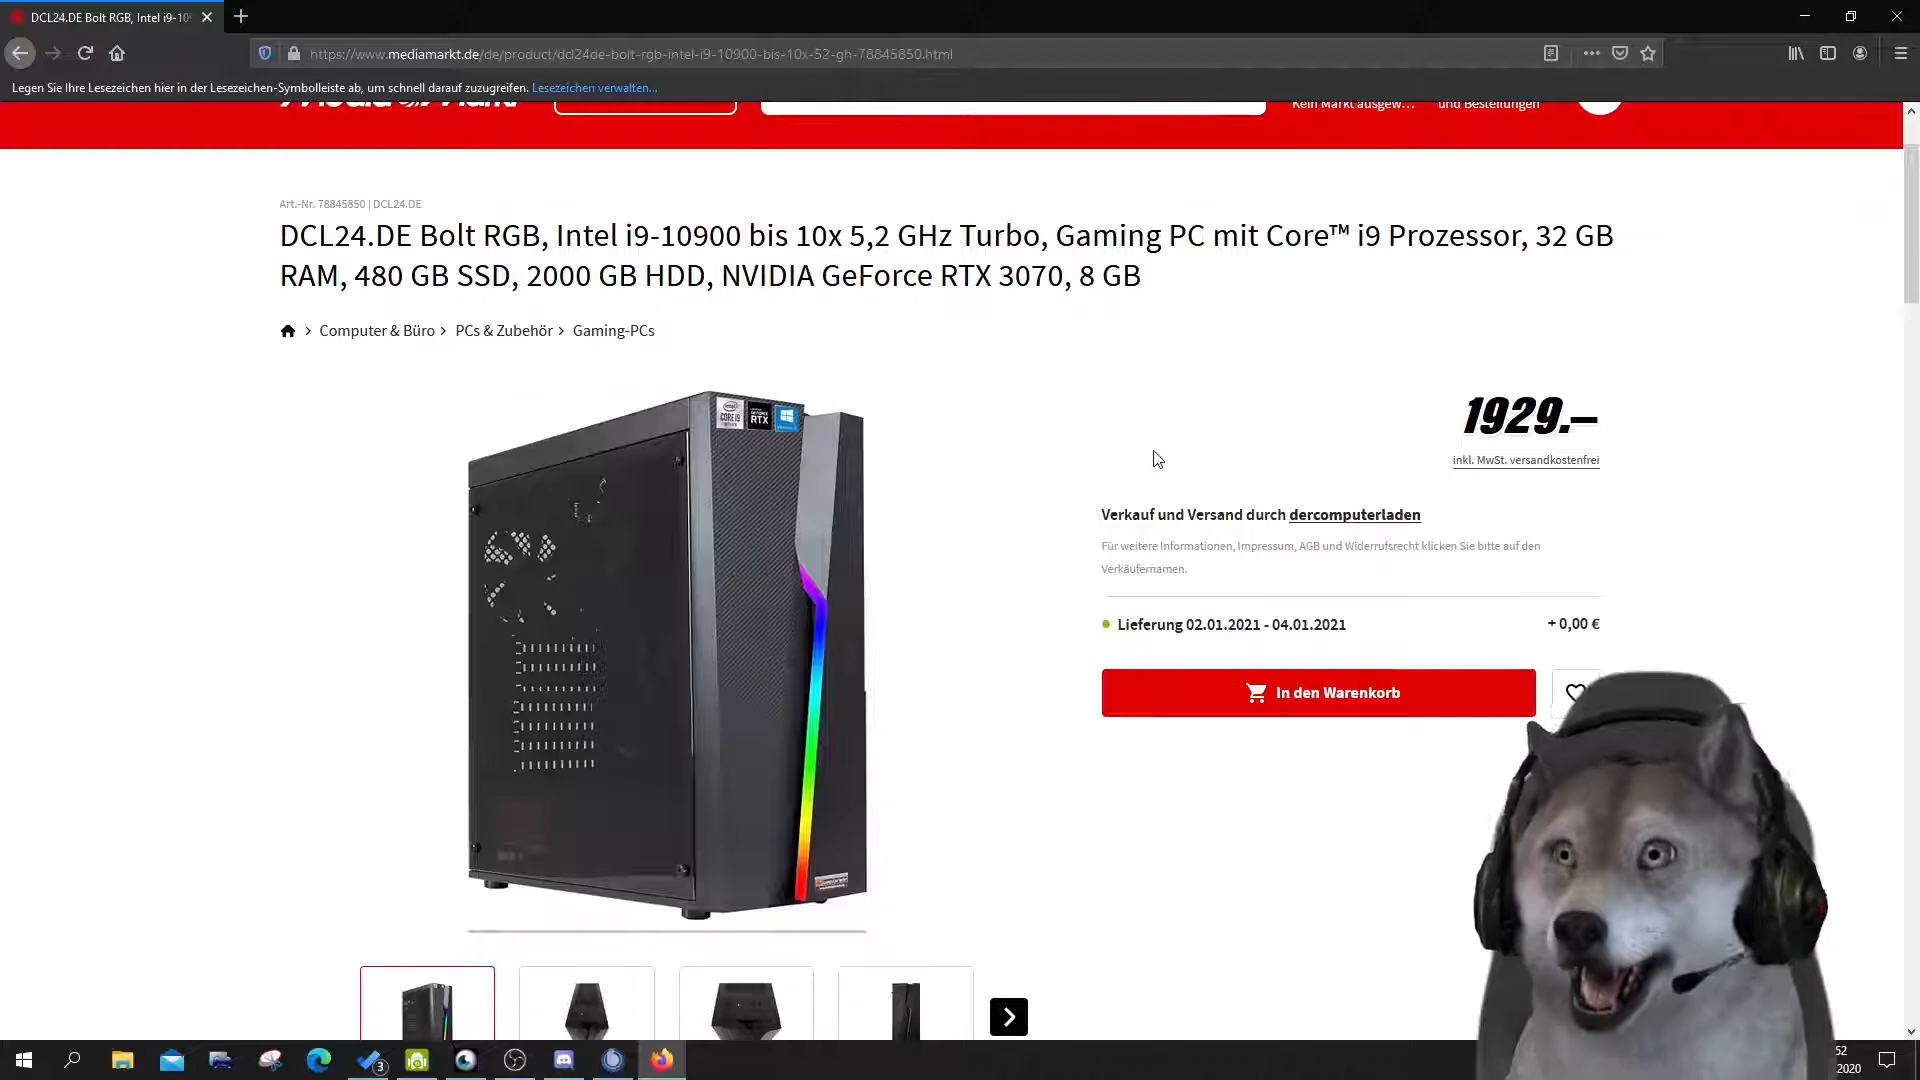 DCL24.DE Bolt RGB, Intel i9-10
https://www.mediamarkt.de/de/product/dcl24de-bolt-rgb-intel-i9-10900-bis-10x-52-gh-78845850.html
Legen Sie Ihre Lesezeichen hier in der Lesezeichen-Symbolleiste ab, um schnell darauf zuzugreifen. Lesezeichen verwalten...
Kein Markt ausgew... und Bestellungen
Art.-Nr. 78845850 | DCL24.DE
DCL24.DE Bolt RGB, Intel i9-10900 bis 10x 5,2 GHz Turbo, Gaming PC mit Core™ i9 Prozessor, 32 GB
RAM, 480 GB SSD, 2000 GB HDD, NVIDIA GeForce RTX 3070, 8 GB
Computer & Büro > PCs & Zubehör > Gaming-PCs
CORE i9
RTX
1929.–
inkl. MwSt. versandkostenfrei
Verkauf und Versand durch dercomputerladen
Für weitere Informationen, Impressum, AGB und Widerrufsrecht klicken Sie bitte auf den
Verkäufernamen.
Lieferung 02.01.2021 - 04.01.2021 + 0,00 €
In den Warenkorb
3
52
2020